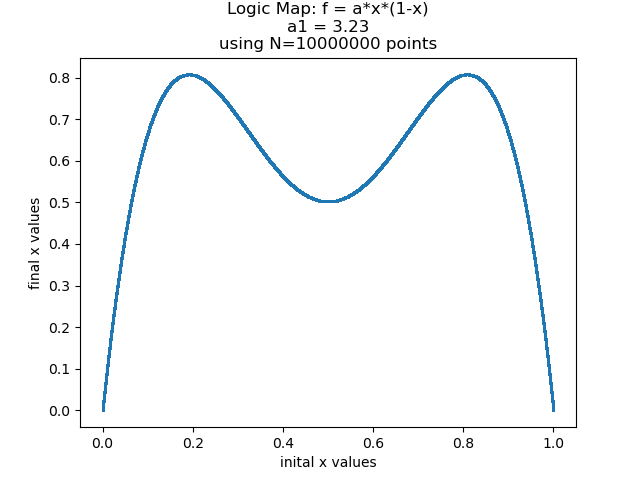 Logic Map: f = a*x*(1-x)
a1 = 3.23
using N=10000000 points
final x values
0.8
0.7
0.6
0.5
0.4
0.3
0.2
0.1
0.0
0.0 0.2 0.4 0.6 0.8 1.0
inital x values